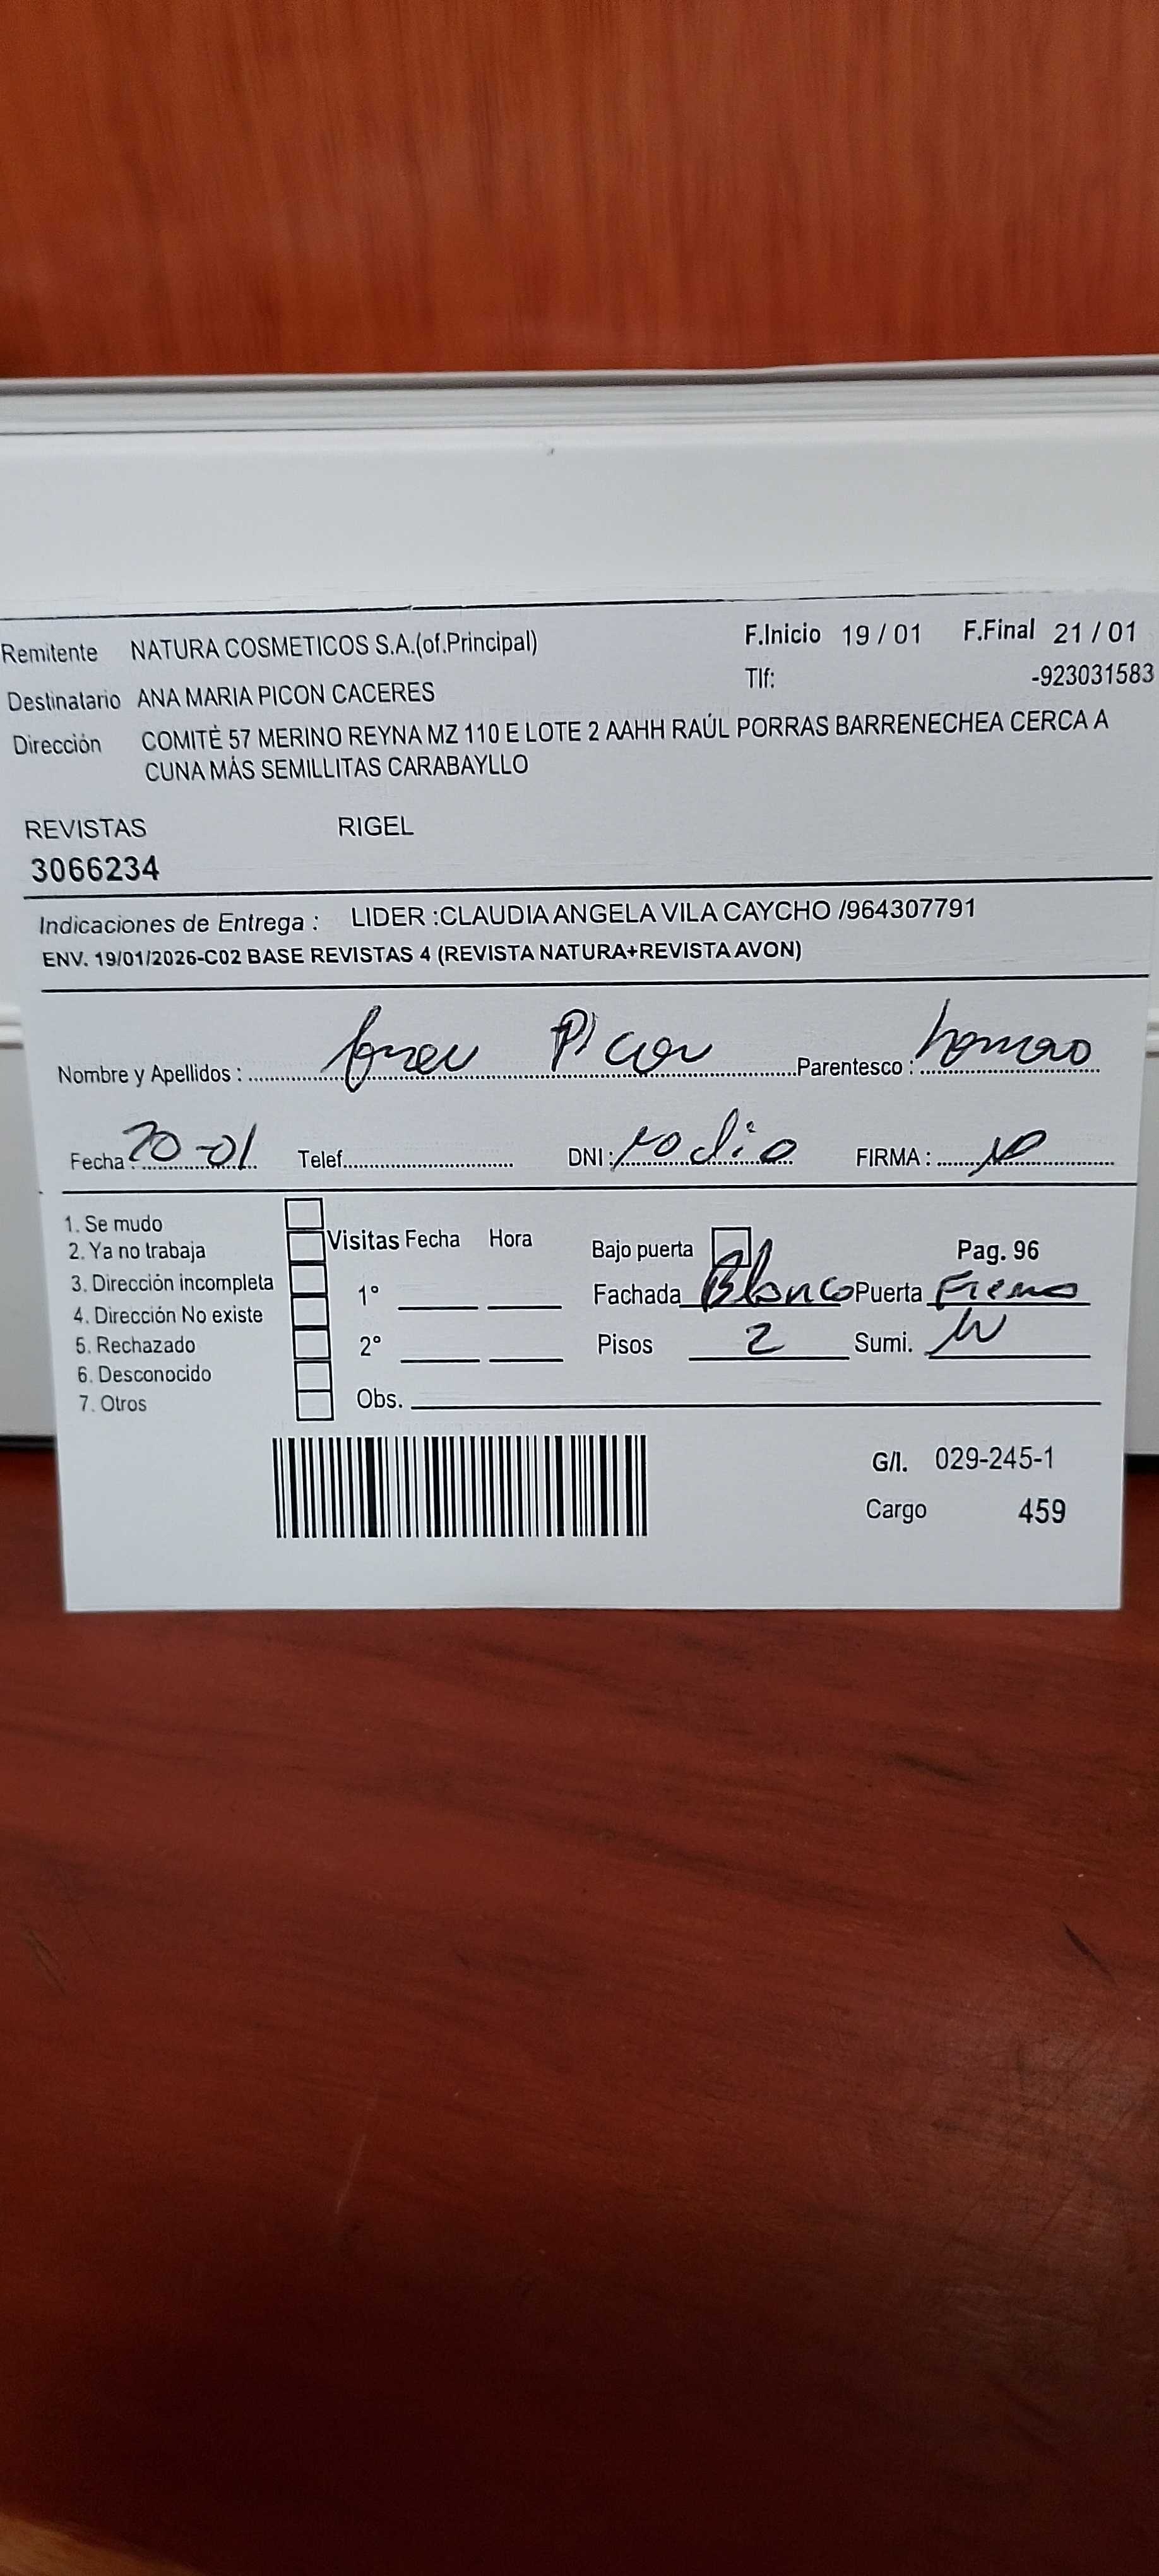 Remitente NATURA COSMETICOS S.A.(of.Principal) F.Inicio 19 / 01 F.Final 21 / 01
Tlf: -923031583
Destinatario ANA MARIA PICON CACERES
Dirección COMITÉ 57 MERINO REYNA MZ 110 E LOTE 2 AAHH RAÚL PORRAS BARRENECHEA CERCA A
CUNA MÁS SEMILLITAS CARABAYLLO
REVISTAS RIGEL
3066234
Indicaciones de Entrega : LIDER :CLAUDIA ANGELA VILA CAYCHO /964307791
ENV. 19/01/2026-C02 BASE REVISTAS 4 (REVISTA NATURA+REVISTA AVON)
Nombre y Apellidos : Picon Parentesco :
Fecha : 20-01 Telef. DNI : FIRMA :
1. Se mudo
2. Ya no trabaja Visitas Fecha Hora Bajo puerta Pag. 96
3. Dirección incompleta 1° Fachada Blanco Puerta
4. Dirección No existe
5. Rechazado 2° Pisos 2 Sumi.
6. Desconocido
7. Otros Obs.
G/I. 029-245-1
Cargo 459